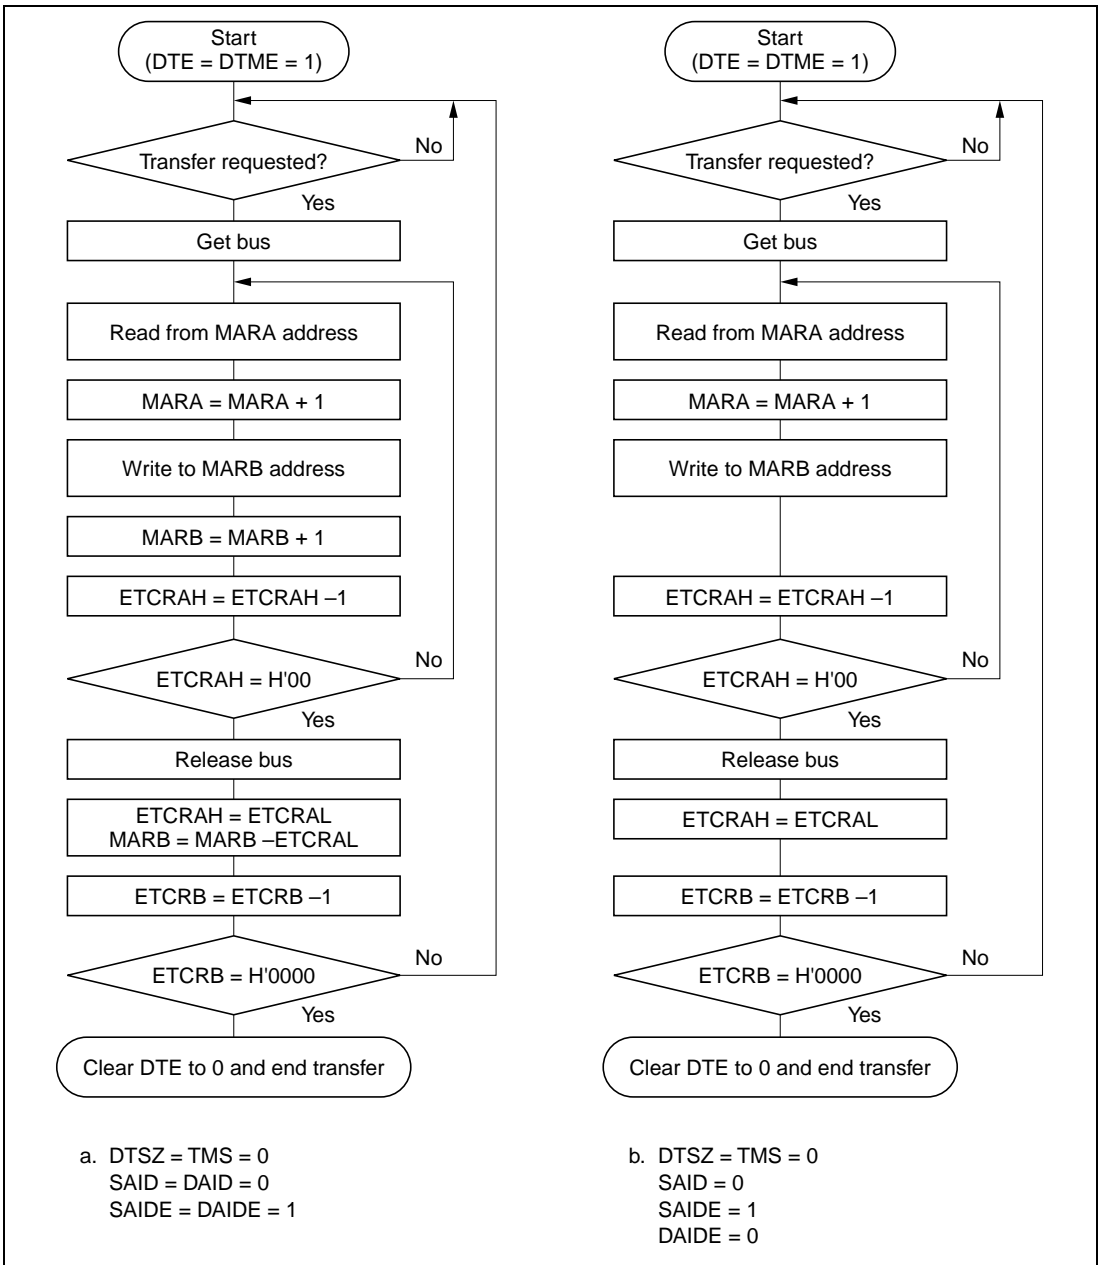 Start
(DTE = DTME = 1)
Transfer requested?
No
Yes
Get bus
Read from MARA address
MARA = MARA + 1
Write to MARB address
MARB = MARB + 1
ETCRAH = ETCRAH –1
ETCRAH = H'00
No
Yes
Release bus
ETCRAH = ETCRAL
MARB = MARB –ETCRAL
ETCRB = ETCRB –1
ETCRB = H'0000
No
Yes
Clear DTE to 0 and end transfer
a. DTSZ = TMS = 0
SAID = DAID = 0
SAIDE = DAIDE = 1
Start
(DTE = DTME = 1)
Transfer requested?
No
Yes
Get bus
Read from MARA address
MARA = MARA + 1
Write to MARB address
ETCRAH = ETCRAH –1
ETCRAH = H'00
No
Yes
Release bus
ETCRAH = ETCRAL
ETCRB = ETCRB –1
ETCRB = H'0000
No
Yes
Clear DTE to 0 and end transfer
b. DTSZ = TMS = 0
SAID = 0
SAIDE = 1
DAIDE = 0